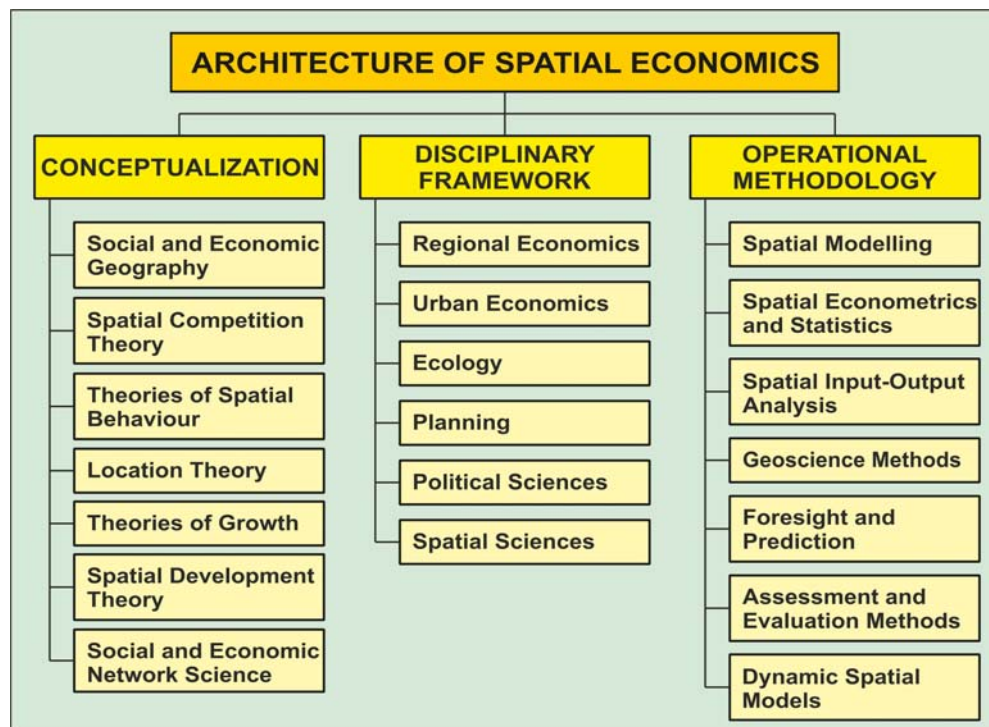 ARCHITECTURE OF SPATIAL ECONOMICS
CONCEPTUALIZATION
Social and Economic
Geography
Spatial Competition
Theory
Theories of Spatial
Behaviour
Location Theory
Theories of Growth
Spatial Development
Theory
Social and Economic
Network Science
DISCIPLINARY
FRAMEWORK
Regional Economics
Urban Economics
Ecology
Planning
Political Sciences
Spatial Sciences
OPERATIONAL
METHODOLOGY
Spatial Modelling
Spatial Econometrics
and Statistics
Spatial Input-Output
Analysis
Geoscience Methods
Foresight and
Prediction
Assessment and
Evaluation Methods
Dynamic Spatial
Models